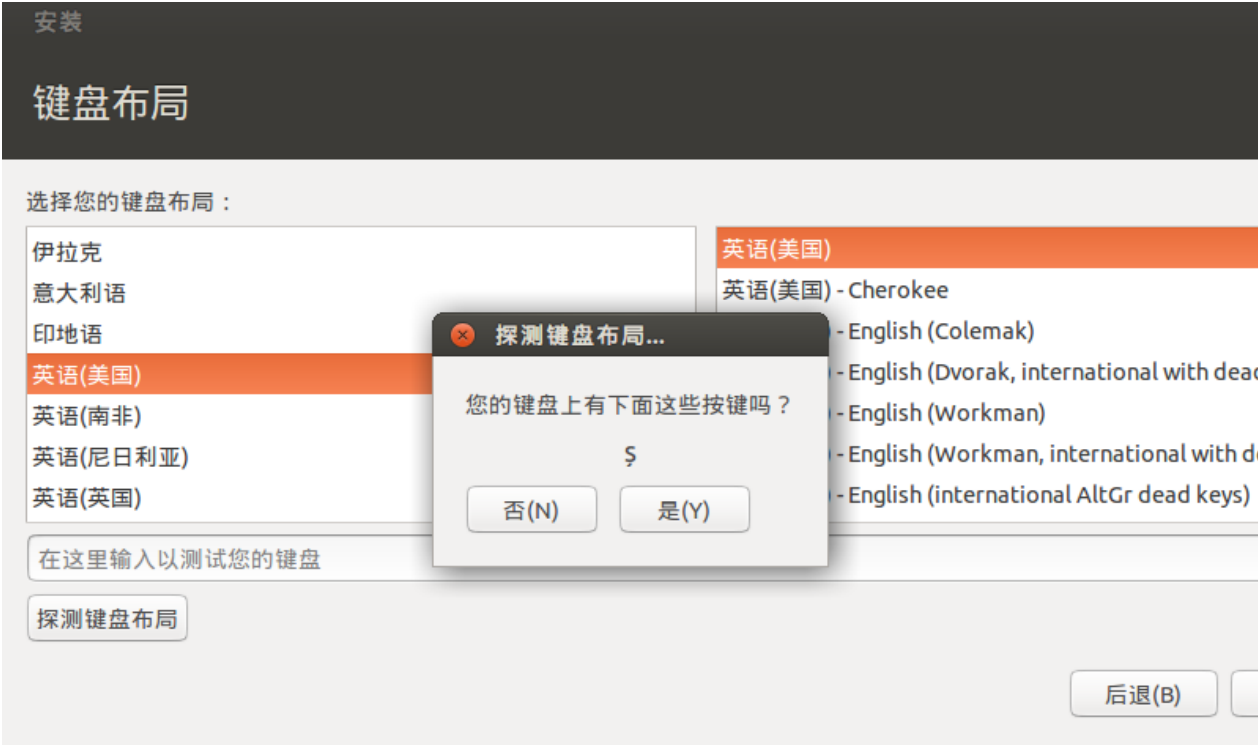 安装
键盘布局
选择您的键盘布局：
伊拉克
意大利语
印地语
英语(美国)
英语(南非)
英语(尼日利亚)
英语(英国)
英语(美国)
英语(美国) - Cherokee
- English (Colemak)
- English (Dvorak, international with dead
- English (Workman)
- English (Workman, international with d
- English (international AltGr dead keys)
探测键盘布局...
您的键盘上有下面这些按键吗？
Ș
否(N)
是(Y)
在这里输入以测试您的键盘
探测键盘布局
后退(B)